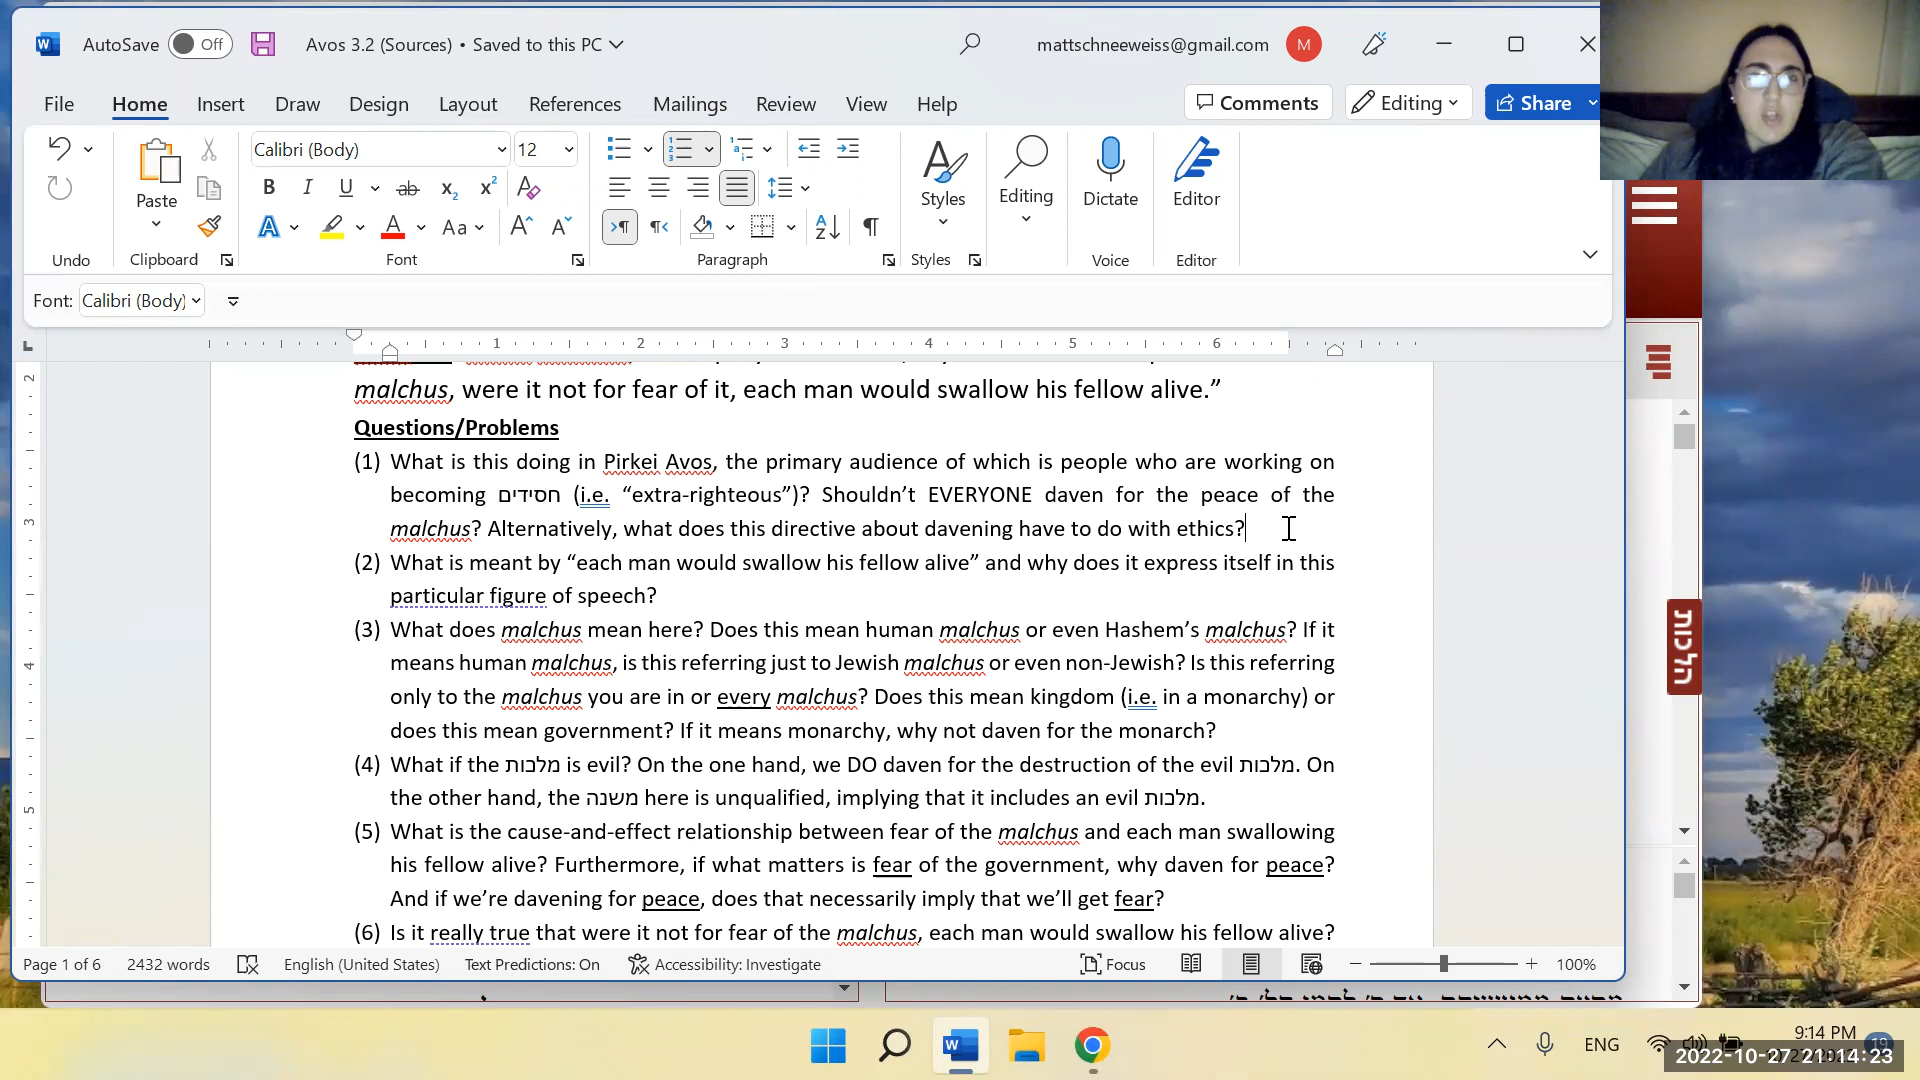 AutoSave Off Avos 3.2 (Sources) • Saved to this PC mattschneeweiss@gmail.com M
File Home Insert Draw Design Layout References Mailings Review View Help Comments Editing Share
Calibri (Body) 12
Paste Styles Editing Dictate Editor
B I U ab x2 x2 A
A A Aa A A
Undo Clipboard Font Paragraph Styles Voice Editor
Font: Calibri (Body)
1 2 3 4 5 6
malchus, were it not for fear of it, each man would swallow his fellow alive.”
Questions/Problems
(1) What is this doing in Pirkei Avos, the primary audience of which is people who are working on
becoming חסידים (i.e. “extra-righteous”)? Shouldn’t EVERYONE daven for the peace of the
malchus? Alternatively, what does this directive about davening have to do with ethics?
(2) What is meant by “each man would swallow his fellow alive” and why does it express itself in this
particular figure of speech?
(3) What does malchus mean here? Does this mean human malchus or even Hashem’s malchus? If it
means human malchus, is this referring just to Jewish malchus or even non-Jewish? Is this referring
only to the malchus you are in or every malchus? Does this mean kingdom (i.e. in a monarchy) or
does this mean government? If it means monarchy, why not daven for the monarch?
(4) What if the מלכות is evil? On the one hand, we DO daven for the destruction of the evil מלכות. On
the other hand, the משנה here is unqualified, implying that it includes an evil מלכות.
(5) What is the cause-and-effect relationship between fear of the malchus and each man swallowing
his fellow alive? Furthermore, if what matters is fear of the government, why daven for peace?
And if we’re davening for peace, does that necessarily imply that we’ll get fear?
(6) Is it really true that were it not for fear of the malchus, each man would swallow his fellow alive?
2
3
4
5
הלכות
Page 1 of 6 2432 words English (United States) Text Predictions: On Accessibility: Investigate Focus 100%
ENG 9:14 PM
19
2022-10-27 21:14:23